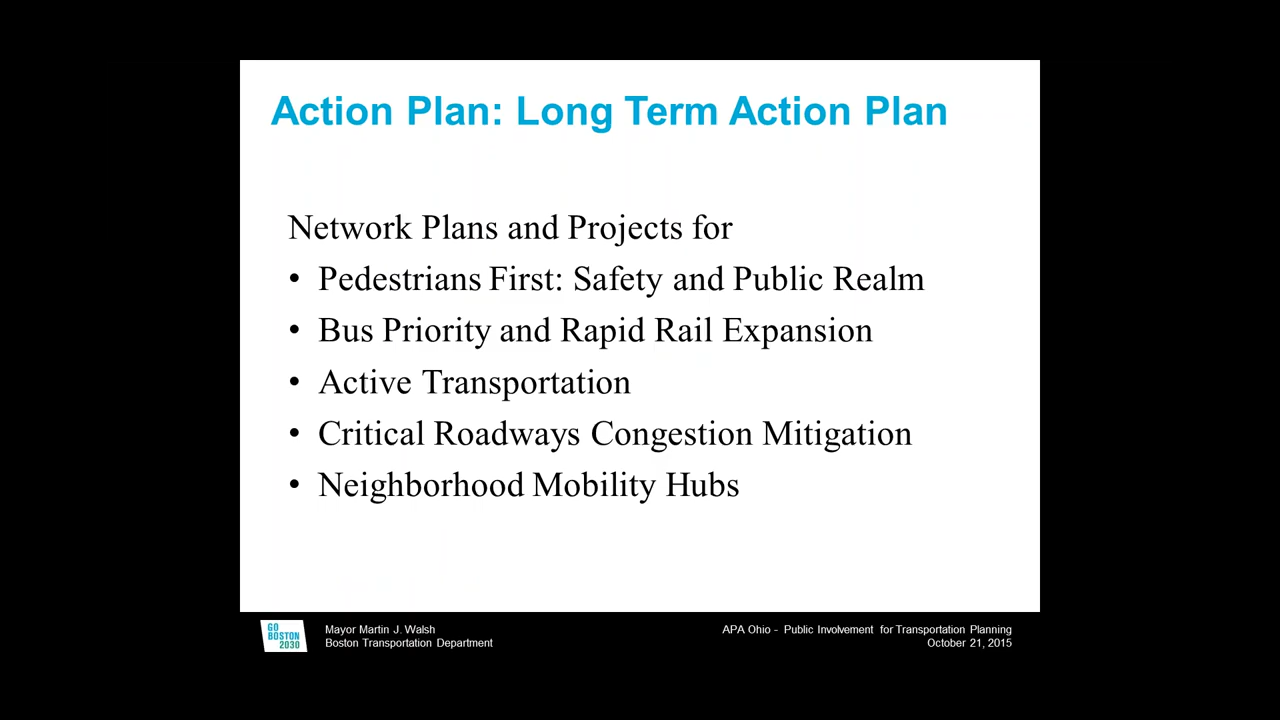 Action Plan: Long Term Action Plan
Network Plans and Projects for
• Pedestrians First: Safety and Public Realm
• Bus Priority and Rapid Rail Expansion
• Active Transportation
• Critical Roadways Congestion Mitigation
• Neighborhood Mobility Hubs
GO
BOSTON
2030
Mayor Martin J. Walsh
Boston Transportation Department
APA Ohio - Public Involvement for Transportation Planning
October 21, 2015